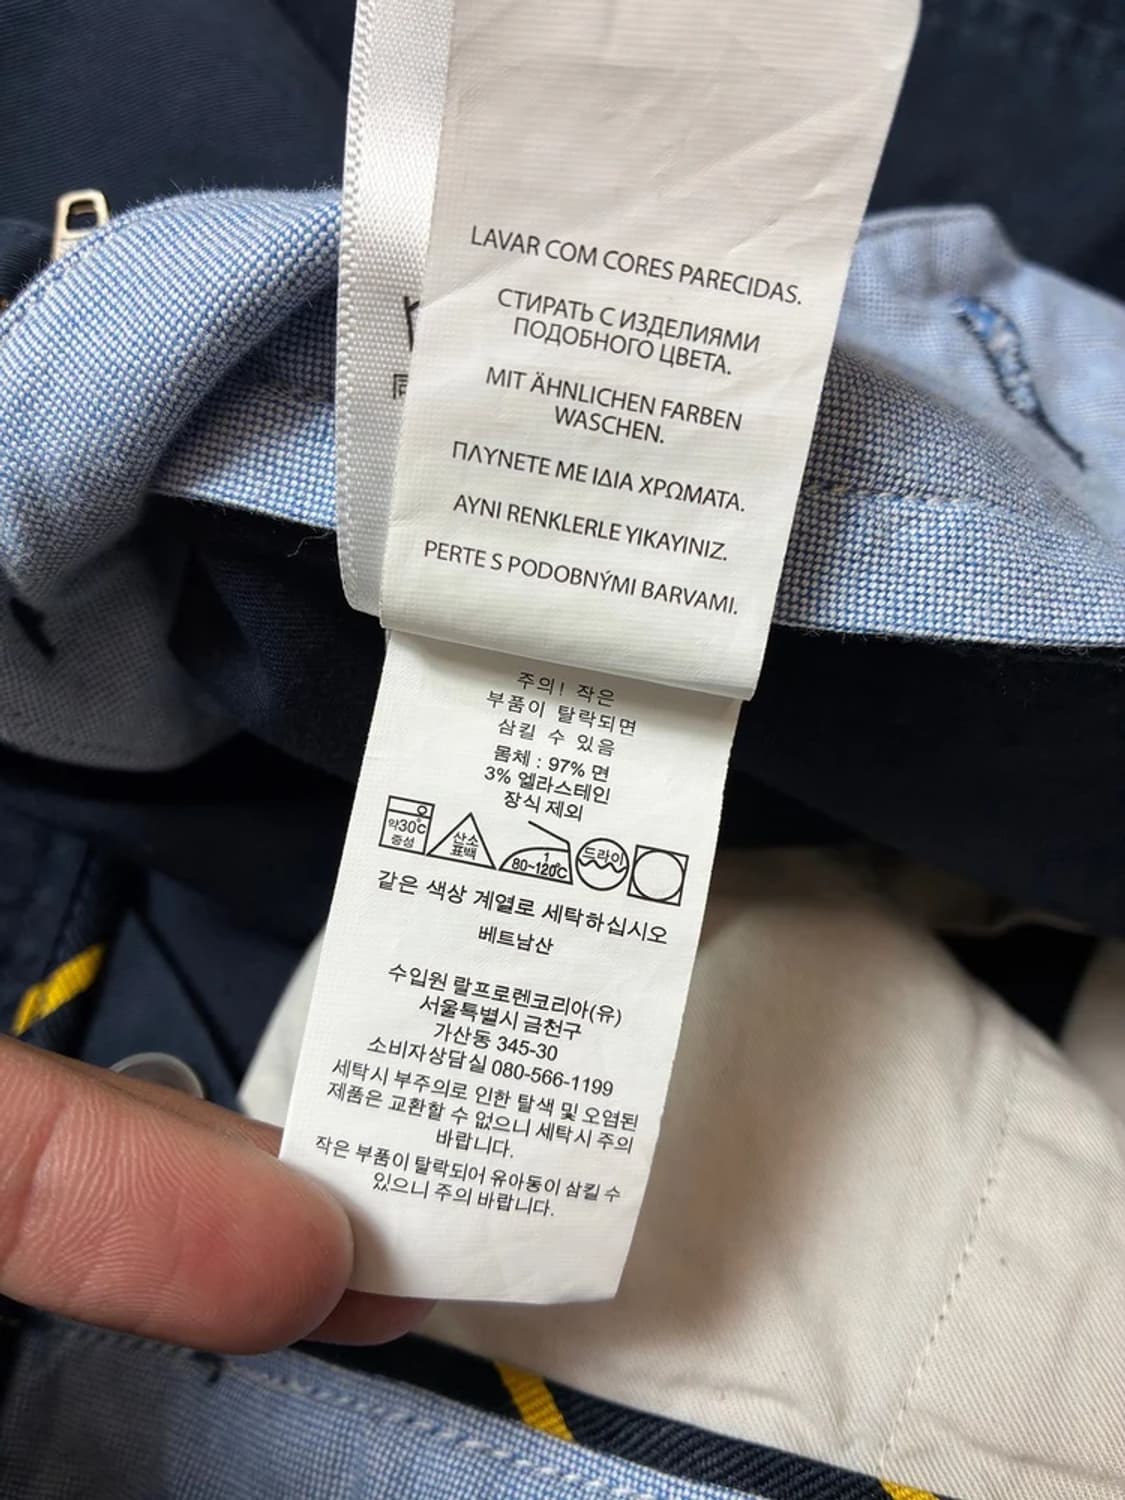 LAVAR COM CORES PARECIDAS.
СТИРАТЬ С ИЗДЕЛИЯМИ
ПОДОБНОГО ЦВЕТА.
MIT ÄHNLICHEN FARBEN
WASCHEN.
ΠΛΥΝΕΤΕ ΜΕ ΙΔΙΑ ΧΡΩΜΑΤΑ.
AYNI RENKLERLE YIKAYINIZ.
PERTE S PODOBNÝMI BARVAMI.
주의! 작은
부품이 탈락되면
삼킬 수 있음
몸체 : 97% 면
3% 엘라스테인
장식 제외
약30℃
중성
산소
표백
1
80~120℃
드라이
같은 색상 계열로 세탁하십시오
베트남산
수입원 랄프로렌코리아(유)
서울특별시 금천구
가산동 345-30
소비자상담실 080-566-1199
세탁시 부주의로 인한 탈색 및 오염된
제품은 교환할 수 없으니 세탁시 주의
바랍니다.
작은 부품이 탈락되어 유아동이 삼킬 수
있으니 주의 바랍니다.